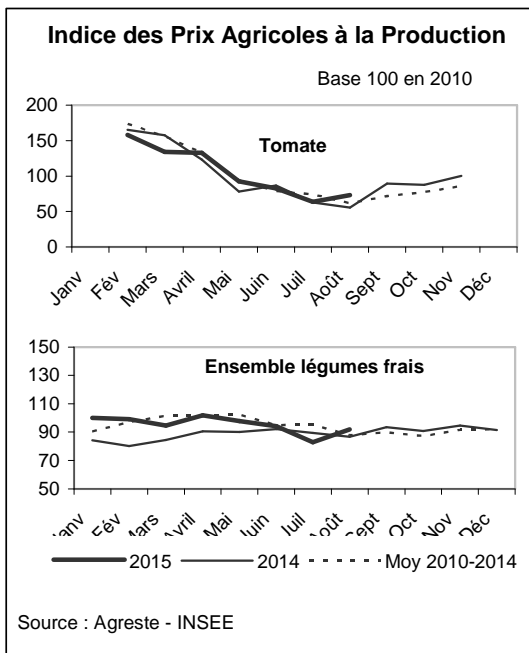 Indice des Prix Agricoles à la Production
Base 100 en 2010
Tomate
200
150
100
50
0
Janv Fév Mars Avril Mai Juin Juil Août Sept Oct Nov Déc
Ensemble légumes frais
150
130
110
90
70
50
Janv Fév Mars Avril Mai Juin Juil Août Sept Oct Nov Déc
2015 2014 Moy 2010-2014
Source : Agreste - INSEE